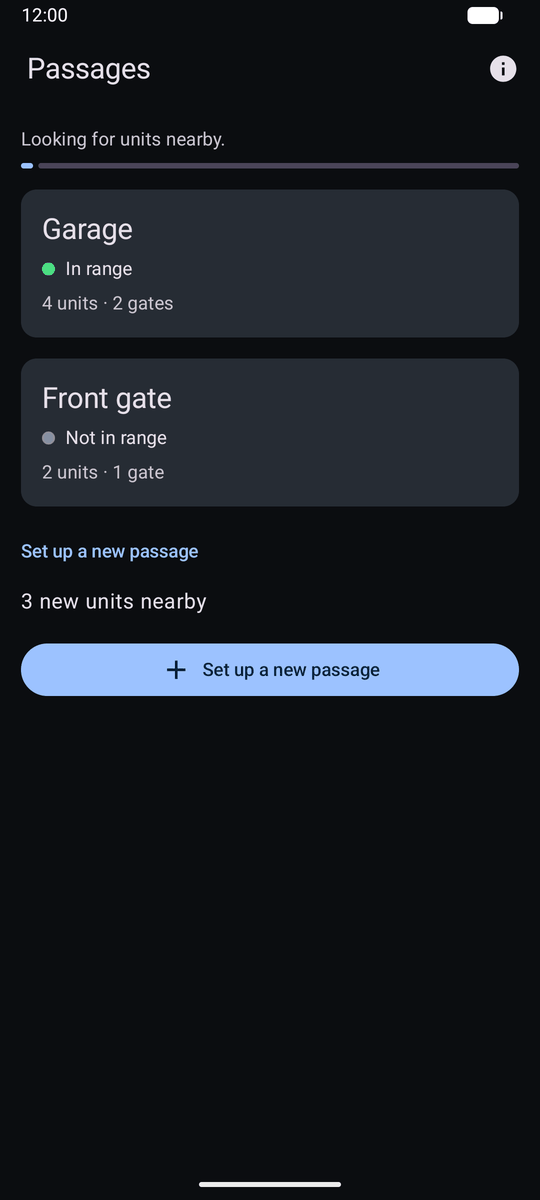 12:00
Passages
Looking for units nearby.
Garage
In range
4 units · 2 gates
Front gate
Not in range
2 units · 1 gate
Set up a new passage
3 new units nearby
Set up a new passage